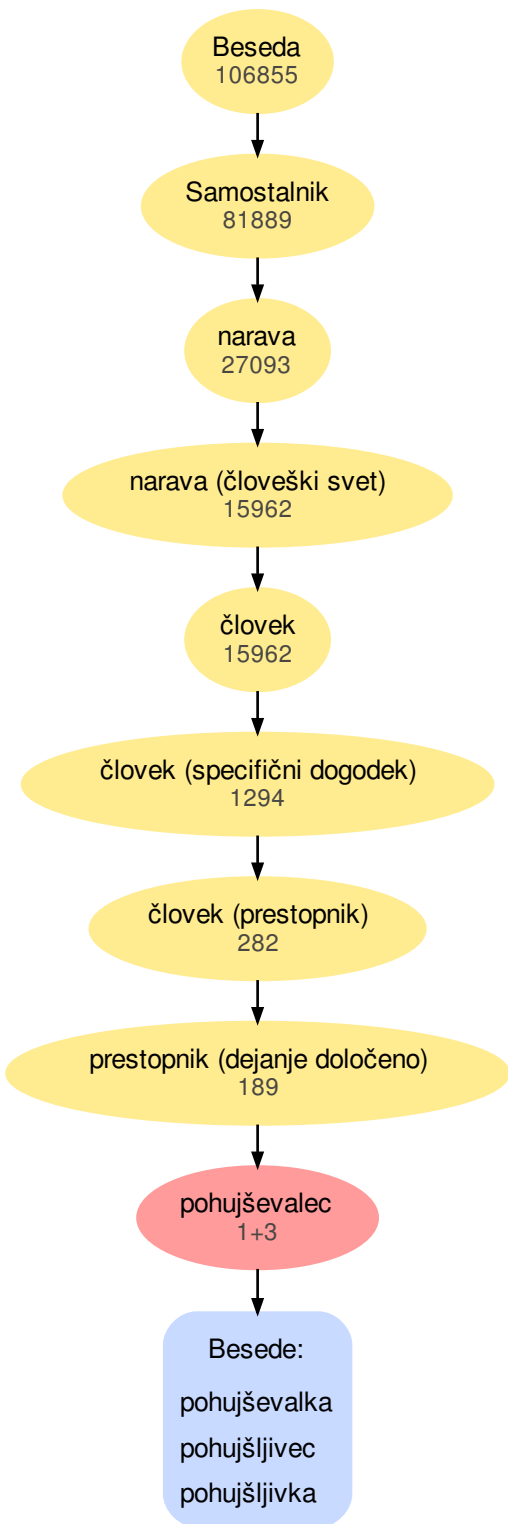 Beseda
106855
Samostalnik
81889
narava
27093
narava (človeški svet)
15962
človek
15962
človek (specifični dogodek)
1294
človek (prestopnik)
282
prestopnik (dejanje določeno)
189
pohujševalec
1+3
Besede:
pohujševalka
pohujšljivec
pohujšljivka